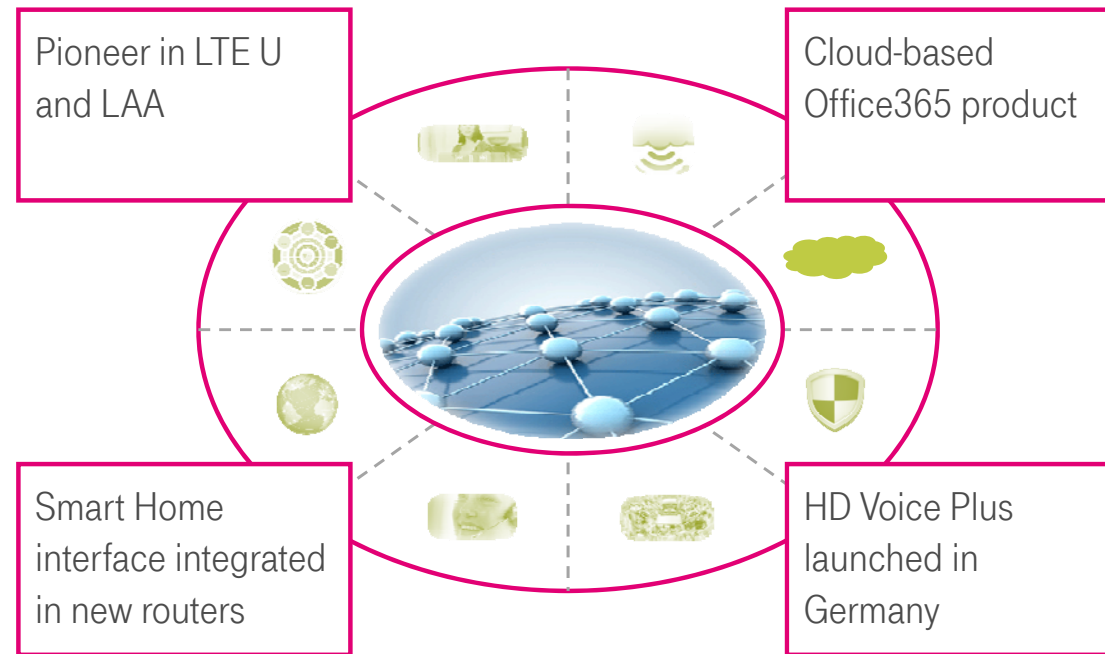 Pioneer in LTE U
and LAA
Cloud-based
Office365 product
Smart Home
interface integrated
in new routers
HD Voice Plus
launched in
Germany